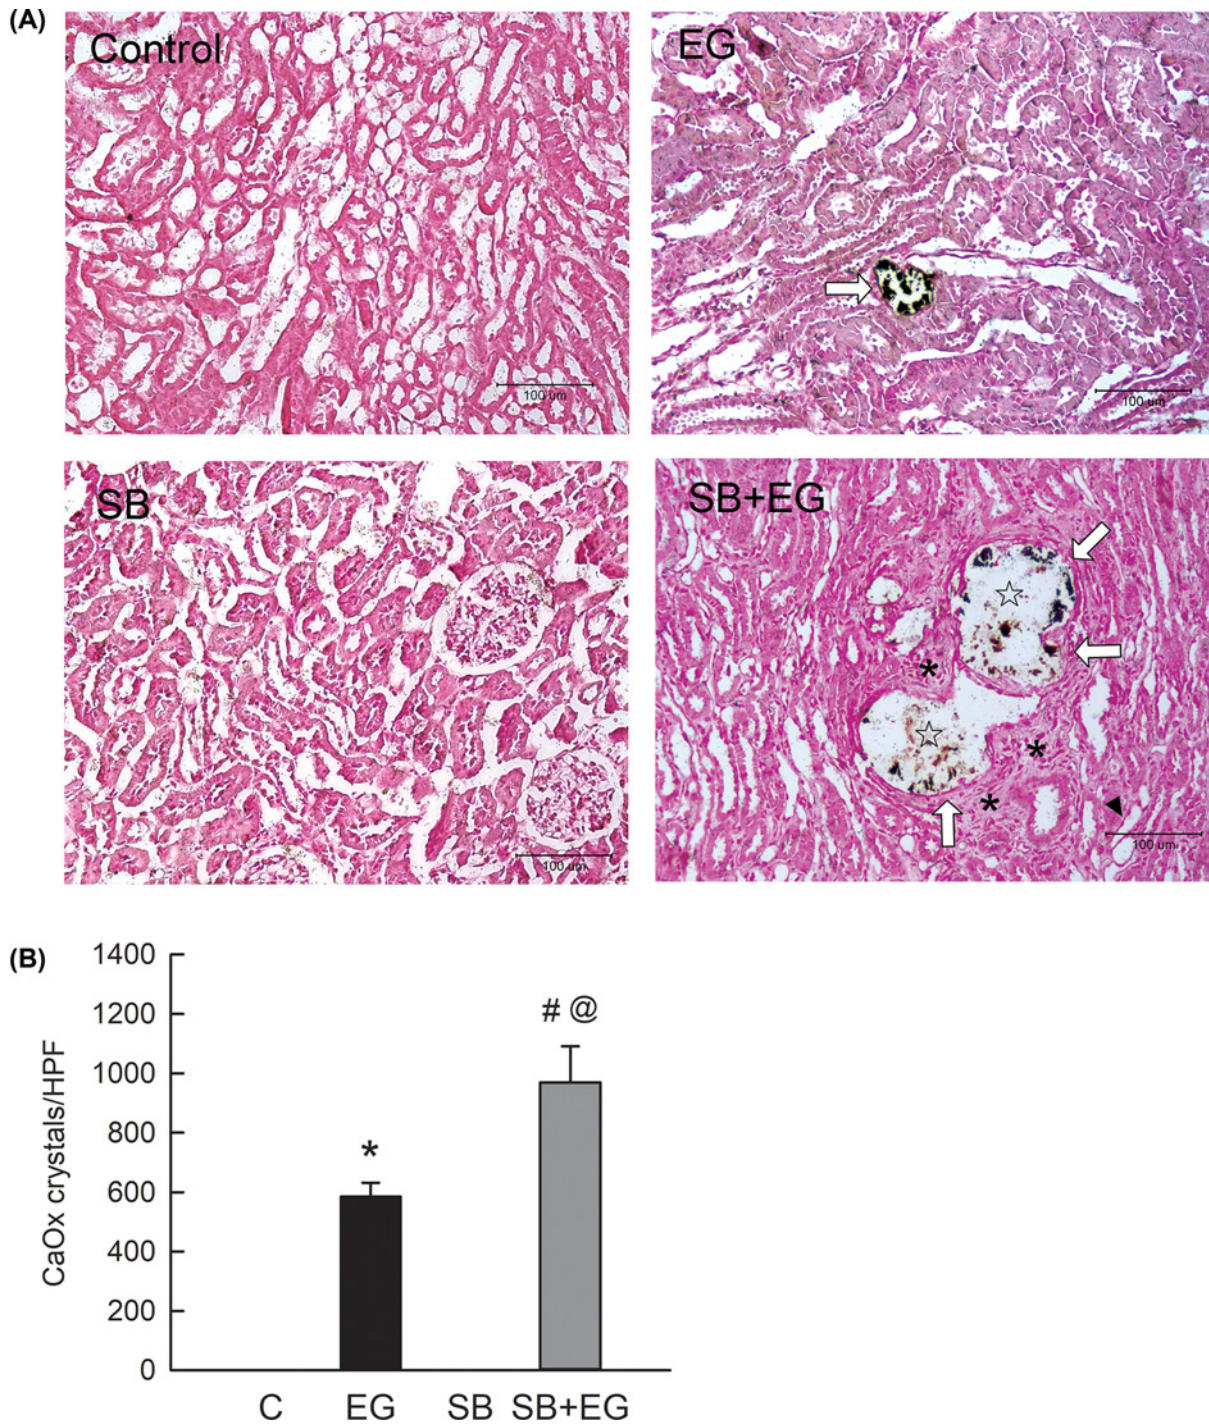 (A)
Control
100 um
EG
100 um
SB
100 um
SB+EG
*
*
*
100 um
(B)
CaOx crystals/HPF
1400
1200
1000
800
600
400
200
0
*
# @
C EG SB SB+EG